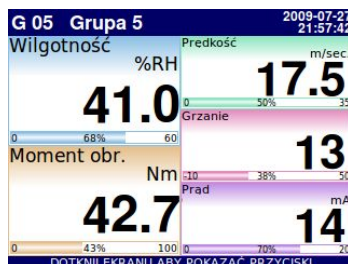 G 05 Grupa 5
2009-07-27
21:57:42
Wilgotność
%RH
41.0
0 68% 60
Moment obr.
Nm
42.7
0 43% 100
Prędkość
m/sec.
17.5
0 50% 35
Grzanie
13
-10 38% 50
Prąd
mA
14
0 70% 20
DOTKNIJ EKRANU ABY POKAZAĆ PRZYCISKI